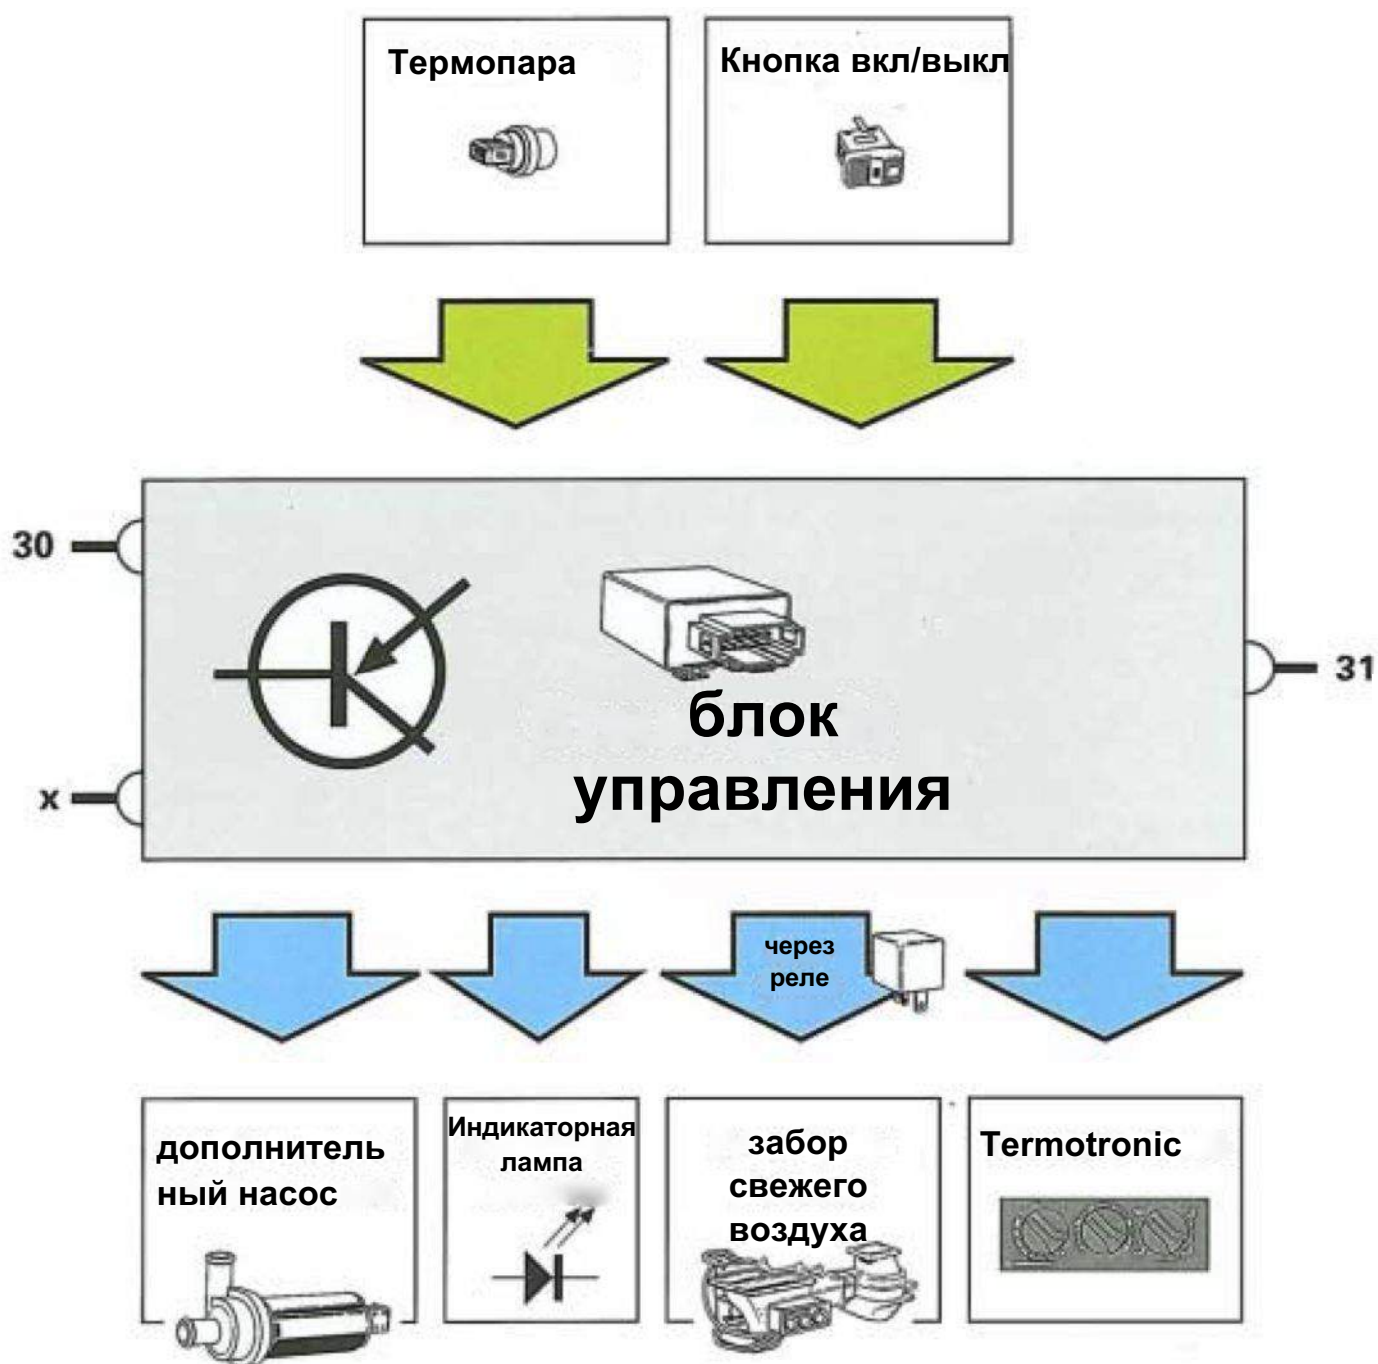 Термопара
Кнопка вкл/выкл
30
x
31
блок
управления
через
реле
дополнитель
ный насос
Индикаторная
лампа
забор
свежего
воздуха
Termotronic